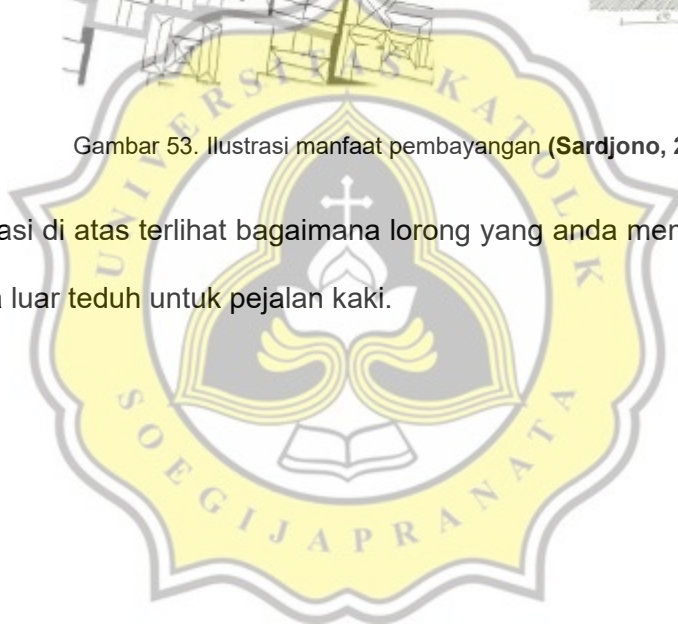 UNIVERSITAS KATOLIK
Gambar 53. Ilustrasi manfaat pembayangan (Sardjono, 2
asi di atas terlihat bagaimana lorong yang anda mer
luar teduh untuk pejalan kaki.
SOEGIJAPRANATA